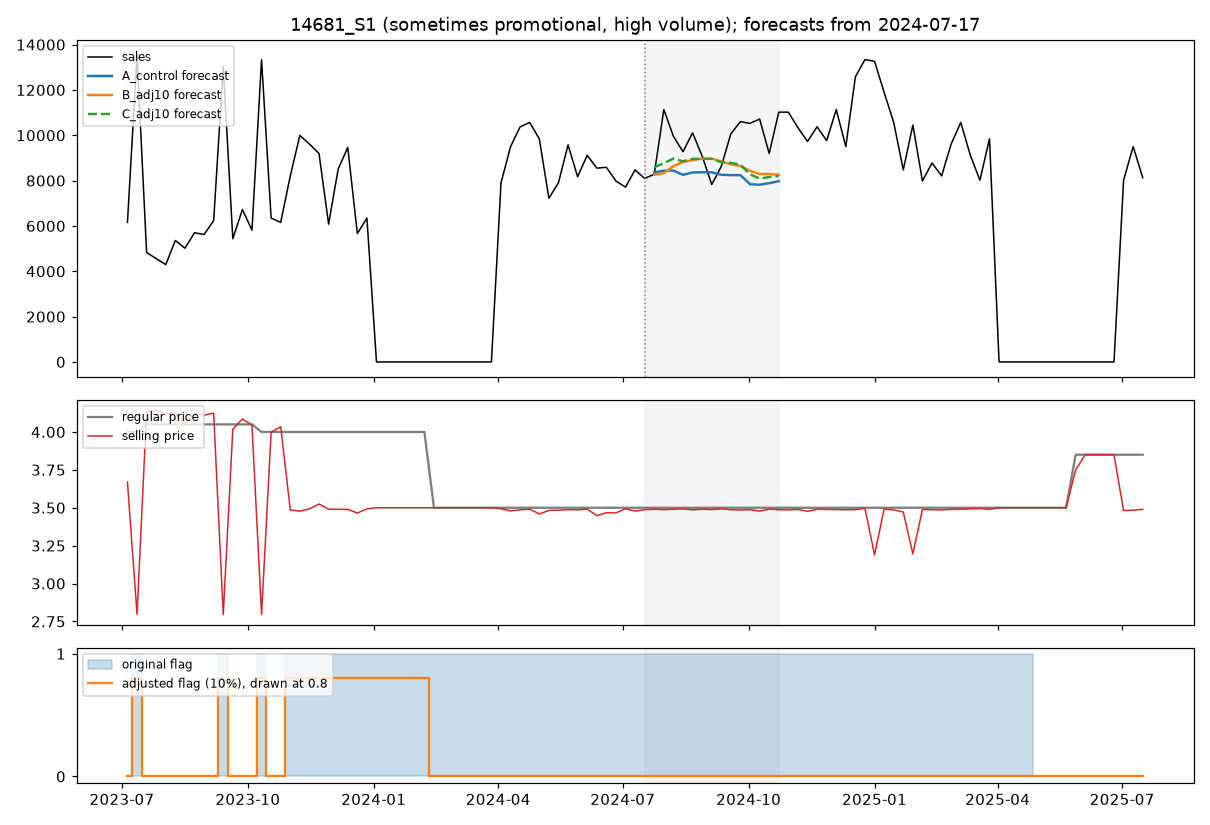 14681_S1 (sometimes promotional, high volume); forecasts from 2024-07-17
14000
12000
10000
8000
6000
4000
2000
0
sales
A_control forecast
B_adj10 forecast
C_adj10 forecast
4.00
3.75
3.50
3.25
3.00
2.75
regular price
selling price
1
0
original flag
adjusted flag (10%), drawn at 0.8
2023-07
2023-10
2024-01
2024-04
2024-07
2024-10
2025-01
2025-04
2025-07